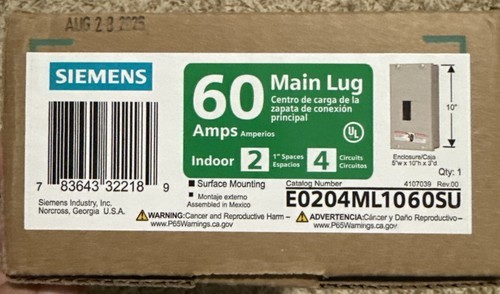 AUG 28 2025
SIEMENS
60
Amps Amperios
Main Lug
Centro de carga de la
zapata de conexión
principal
UL
Indoor 2 1" Spaces Espacios 4 Circuits Circuitos
10"
Enclosure/Caja
5"w x 10"h x 3"d
Qty: 1
7 83643 32218 9
Siemens Industry, Inc.
Norcross, Georgia U.S.A.
■ Surface Mounting
• Montaje externo
Assembled in Mexico
Catalog Number 4107039 Rev:00
E0204ML1060SU
⚠WARNING:Cancer and Reproductive Harm –
www.P65Warnings.ca.gov
⚠ADVERTENCIA:Cáncer y Daño Reproductivo–
www.P65Warnings.ca.gov